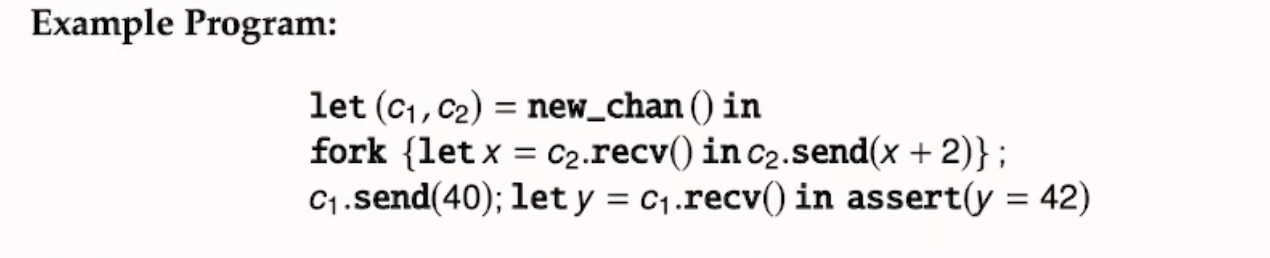 Example Program:
let (c₁, c₂) = new_chan () in
fork {let x = c₂.recv() in c₂.send(x + 2)} ;
c₁.send(40); let y = c₁.recv() in assert(y = 42)